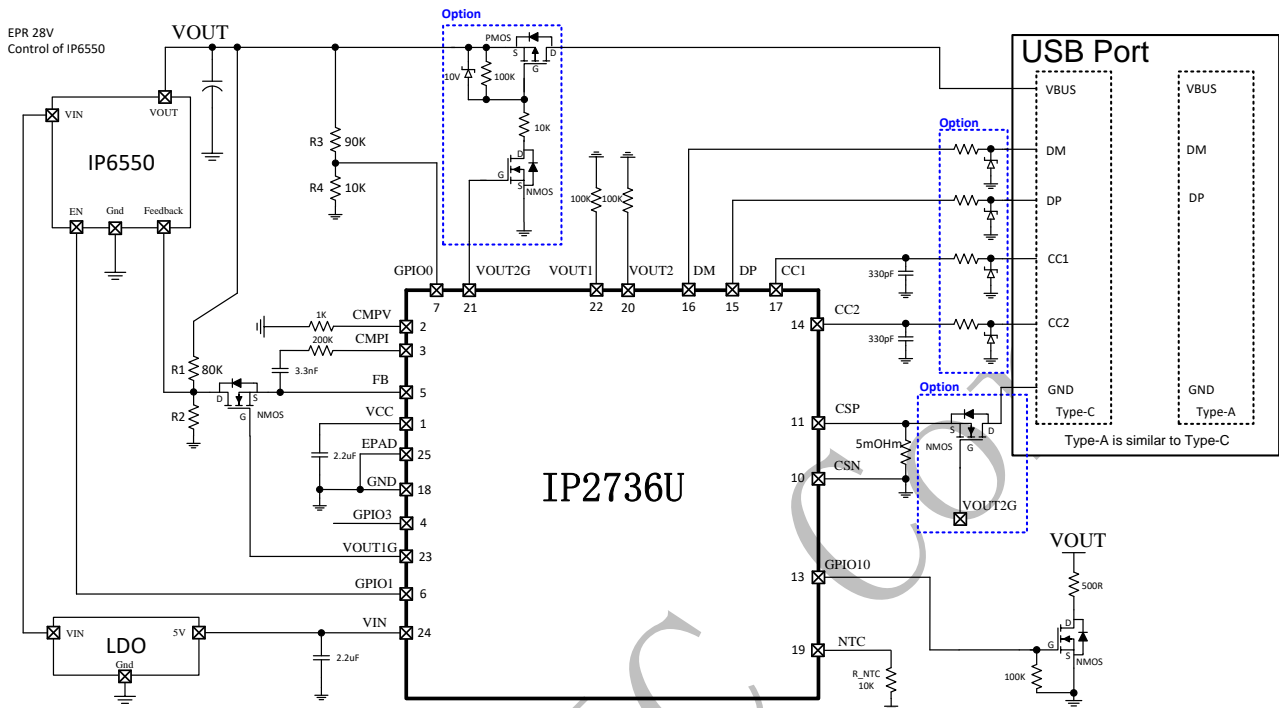 EPR 28V
Control of IP6550
VOUT
Option
PMOS
S
D
G
10V
100K
10K
D
G
S
NMOS
USB Port
VBUS
VBUS
Option
DM
DM
DP
DP
CC1
CC2
GND
GND
Type-C
Type-A
Type-A is similar to Type-C
VIN
VOUT
IP6550
EN
Gnd
Feedback
R3
90K
R4
10K
100K
100K
330pF
330pF
GPIO0
VOUT2G
VOUT1
VOUT2
DM
DP
CC1
7
21
22
20
16
15
17
1K
CMPV
2
200K
CMPI
3
3.3nF
R1
80K
R2
D
S
G
NMOS
FB
5
VCC
1
2.2uF
EPAD
25
GND
18
GPIO3
4
VOUT1G
23
GPIO1
6
VIN
24
2.2uF
VIN
5V
LDO
Gnd
IP2736U
14
CC2
11
CSP
5mOHm
10
CSN
Option
S
D
NMOS
G
VOUT2G
13
GPIO10
VOUT
500R
D
G
S
NMOS
100K
19
NTC
R_NTC
10K